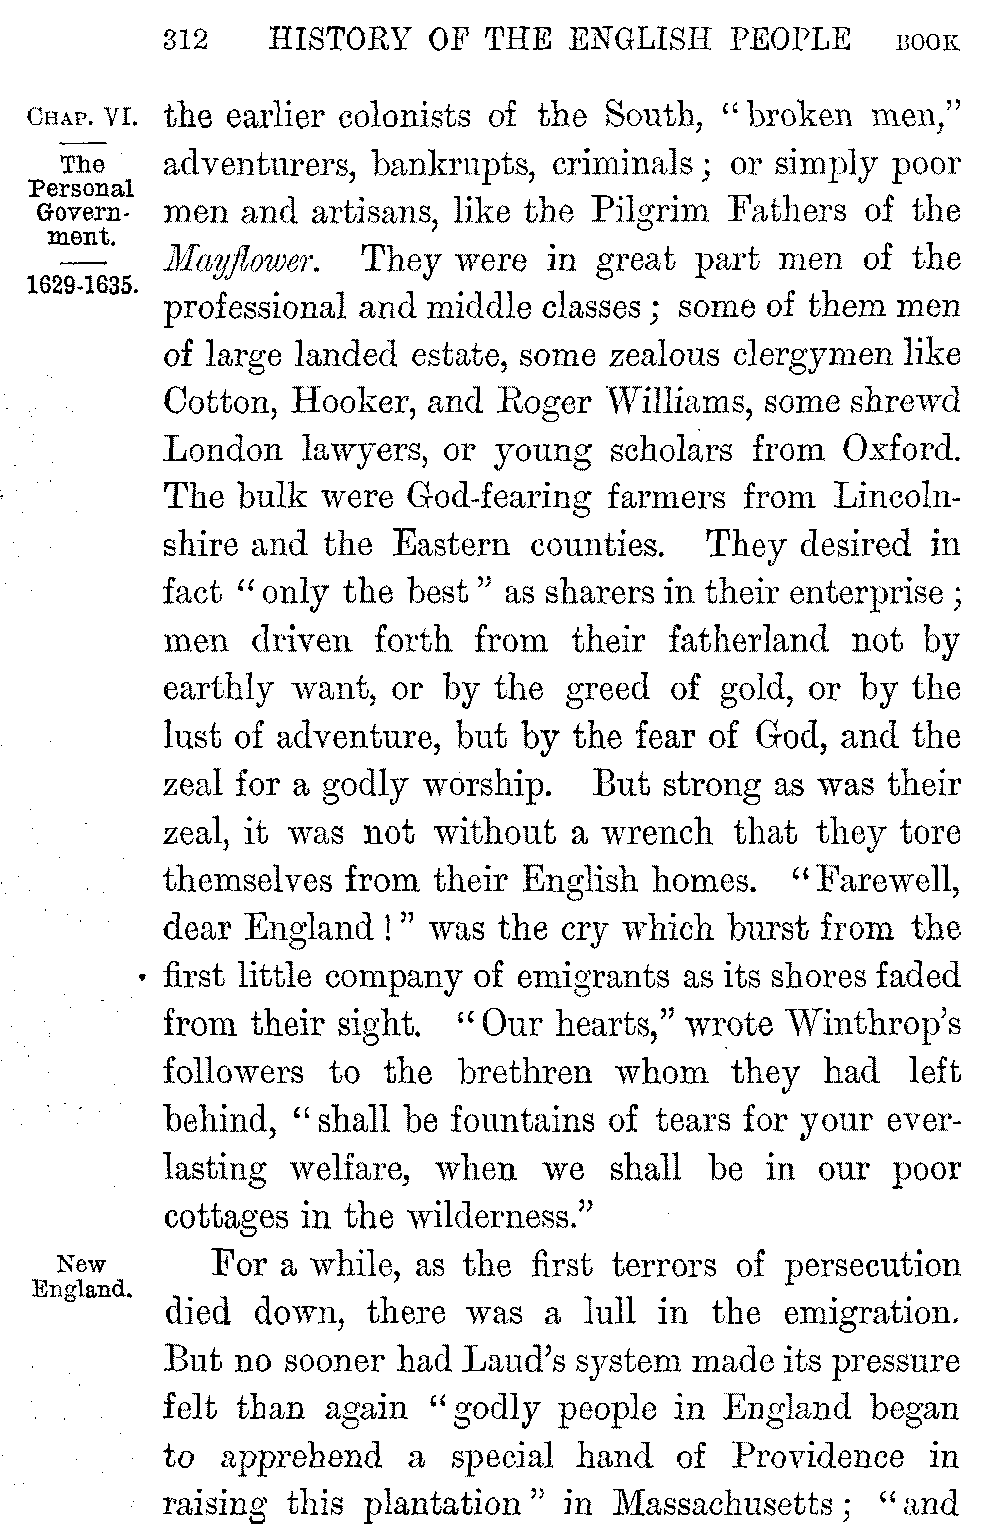 312 HISTORY OF THE ENGLISH PEOPLE BOOK
CHAP. VI.
The
Personal
Govern-
ment.
1629-1635.
the earlier colonists of the South, “broken men,”
adventurers, bankrupts, criminals; or simply poor
men and artisans, like the Pilgrim Fathers of the
Mayflower. They were in great part men of the
professional and middle classes; some of them men
of large landed estate, some zealous clergymen like
Cotton, Hooker, and Roger Williams, some shrewd
London lawyers, or young scholars from Oxford.
The bulk were God-fearing farmers from Lincoln-
shire and the Eastern counties. They desired in
fact “only the best” as sharers in their enterprise;
men driven forth from their fatherland not by
earthly want, or by the greed of gold, or by the
lust of adventure, but by the fear of God, and the
zeal for a godly worship. But strong as was their
zeal, it was not without a wrench that they tore
themselves from their English homes. “Farewell,
dear England!” was the cry which burst from the
first little company of emigrants as its shores faded
from their sight. “Our hearts,” wrote Winthrop’s
followers to the brethren whom they had left
behind, “shall be fountains of tears for your ever-
lasting welfare, when we shall be in our poor
cottages in the wilderness.”
New
England.
For a while, as the first terrors of persecution
died down, there was a lull in the emigration.
But no sooner had Laud’s system made its pressure
felt than again “godly people in England began
to apprehend a special hand of Providence in
raising this plantation” in Massachusetts; “and